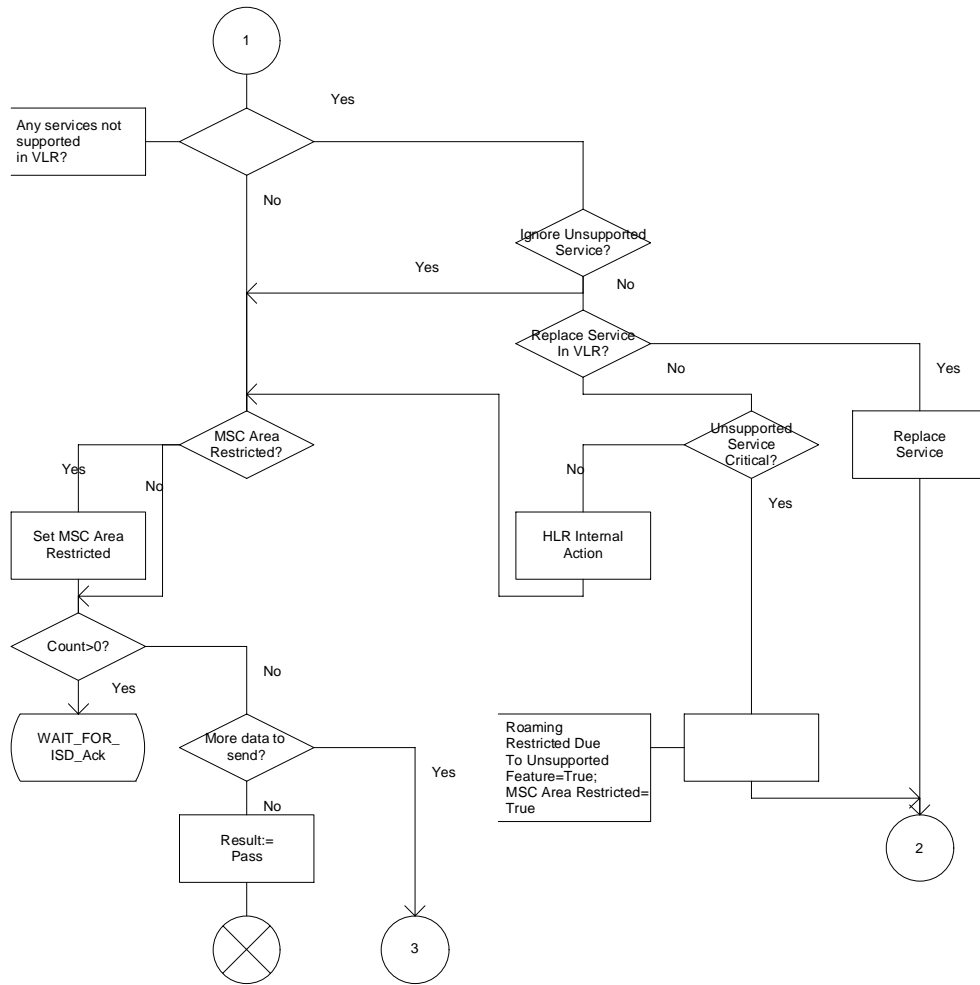 1
Yes
Any services not
supported
in VLR?
No
Ignore Unsupported
Service?
Yes
No
Replace Service
In VLR?
No
Yes
MSC Area
Restricted?
Unsupported
Service
Critical?
Replace
Service
Yes
No
No
Yes
Set MSC Area
Restricted
HLR Internal
Action
Count>0?
No
Yes
WAIT_FOR_
ISD_Ack
More data to
send?
Yes
Roaming
Restricted Due
To Unsupported
Feature=True;
MSC Area Restricted=
True
No
Result:=
Pass
2
3